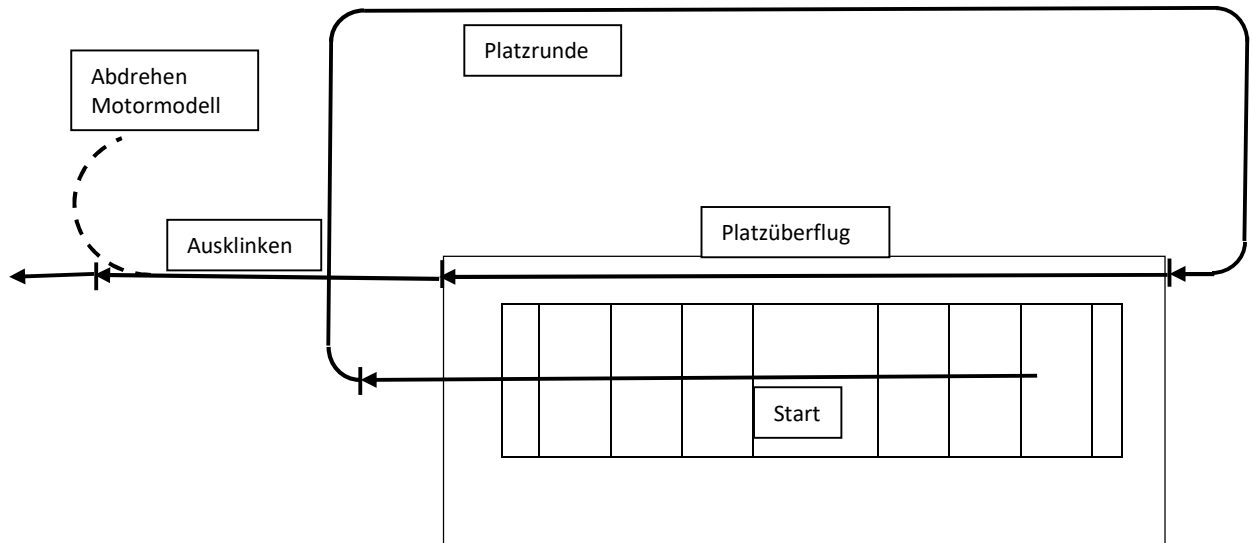 Platzrunde
Abdrehen
Motormodell
Platzüberflug
Ausklinken
Start